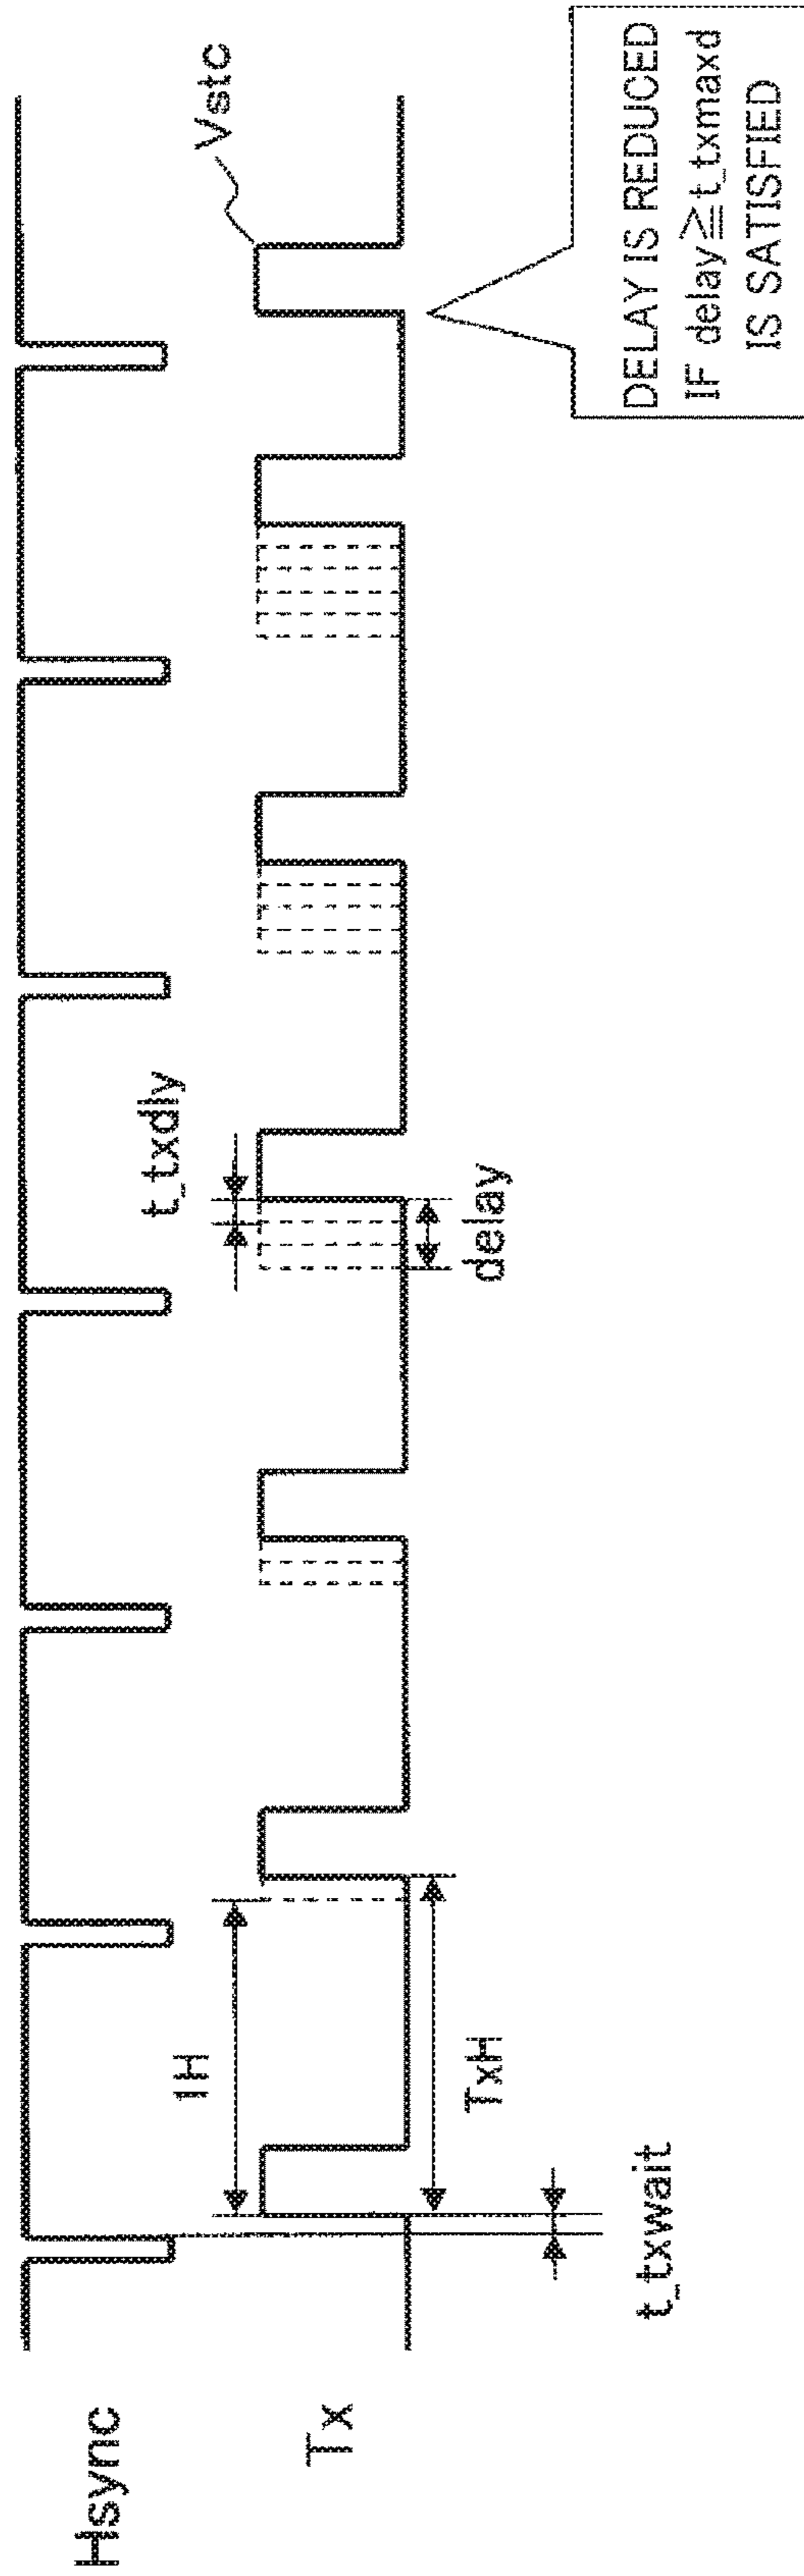 Hsync
Tx
Vstc
t_txdly
1H
delay
TxH
t_txwait
DELAY IS REDUCED
IF delay≧t_txmaxd
IS SATISFIED